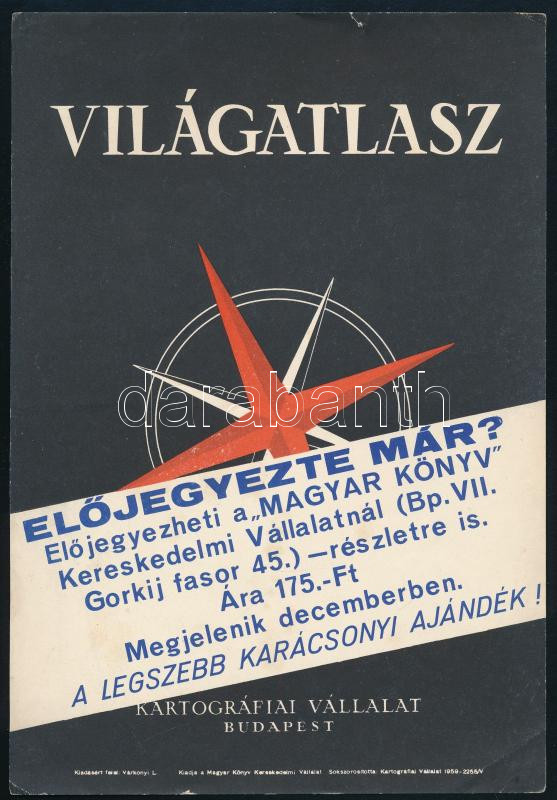 VILÁGATLASZ
darabanth
ELŐJEGYEZTE MÁR?
Előjegyezheti a „MAGYAR KÖNYV”
Kereskedelmi Vállalatnál (Bp. VII.
Gorkij fasor 45.) — részletre is.
Ára 175.-Ft
Megjelenik decemberben.
A LEGSZEBB KARÁCSONYI AJÁNDÉK !
KARTOGRÁFIAI VÁLLALAT
BUDAPEST
Kiadásért felel: Várkonyi L. Kiadja a Magyar Könyv Kereskedelmi Vállalat Sokszorosította: Kartográfiai Vállalat 1959-2255/V